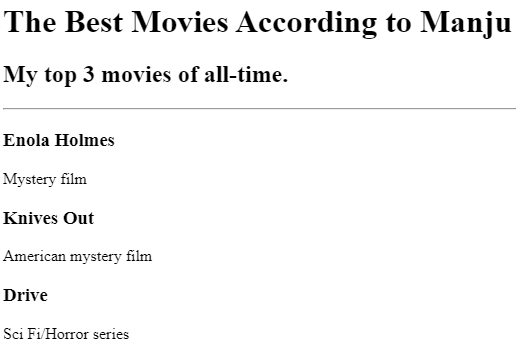 The Best Movies According to Manju
My top 3 movies of all-time.
Enola Holmes
Mystery film
Knives Out
American mystery film
Drive
Sci Fi/Horror series